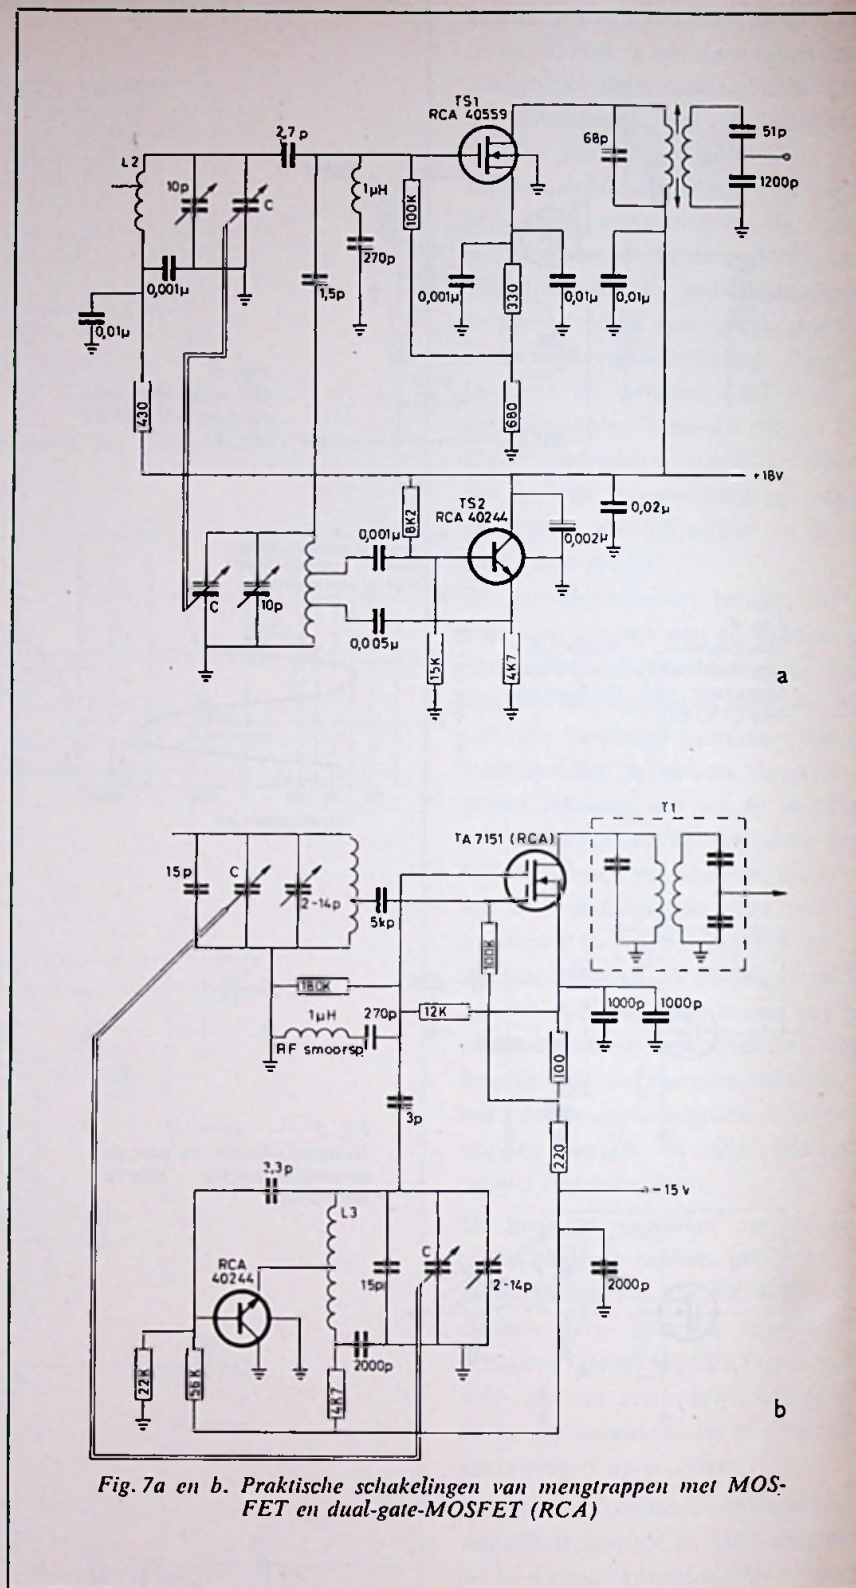 TS1
RCA 40559
68p
51p
1200p
2,7p
L2
10p
C
1µH
100K
270p
1,5p
0,001µ
0,01µ
0,001µ
330
0,01µ
0,01µ
430
680
+18V
8K2
TS2
RCA 40244
0,02µ
0,002µ
0,001µ
C
10p
0,005µ
15K
4K7
a
T1
TA7151 (RCA)
15p
C
2-14p
5kp
100K
180K
1µH
270p
RF smoorsp.
12K
1000p
1000p
100
3p
220
-15V
3,3p
L3
RCA
40244
15p
C
2-14p
2000p
22K
56K
2000p
4K7
b
Fig. 7a en b. Praktische schakelingen van mengtrappen met MOS-
FET en dual-gate-MOSFET (RCA)